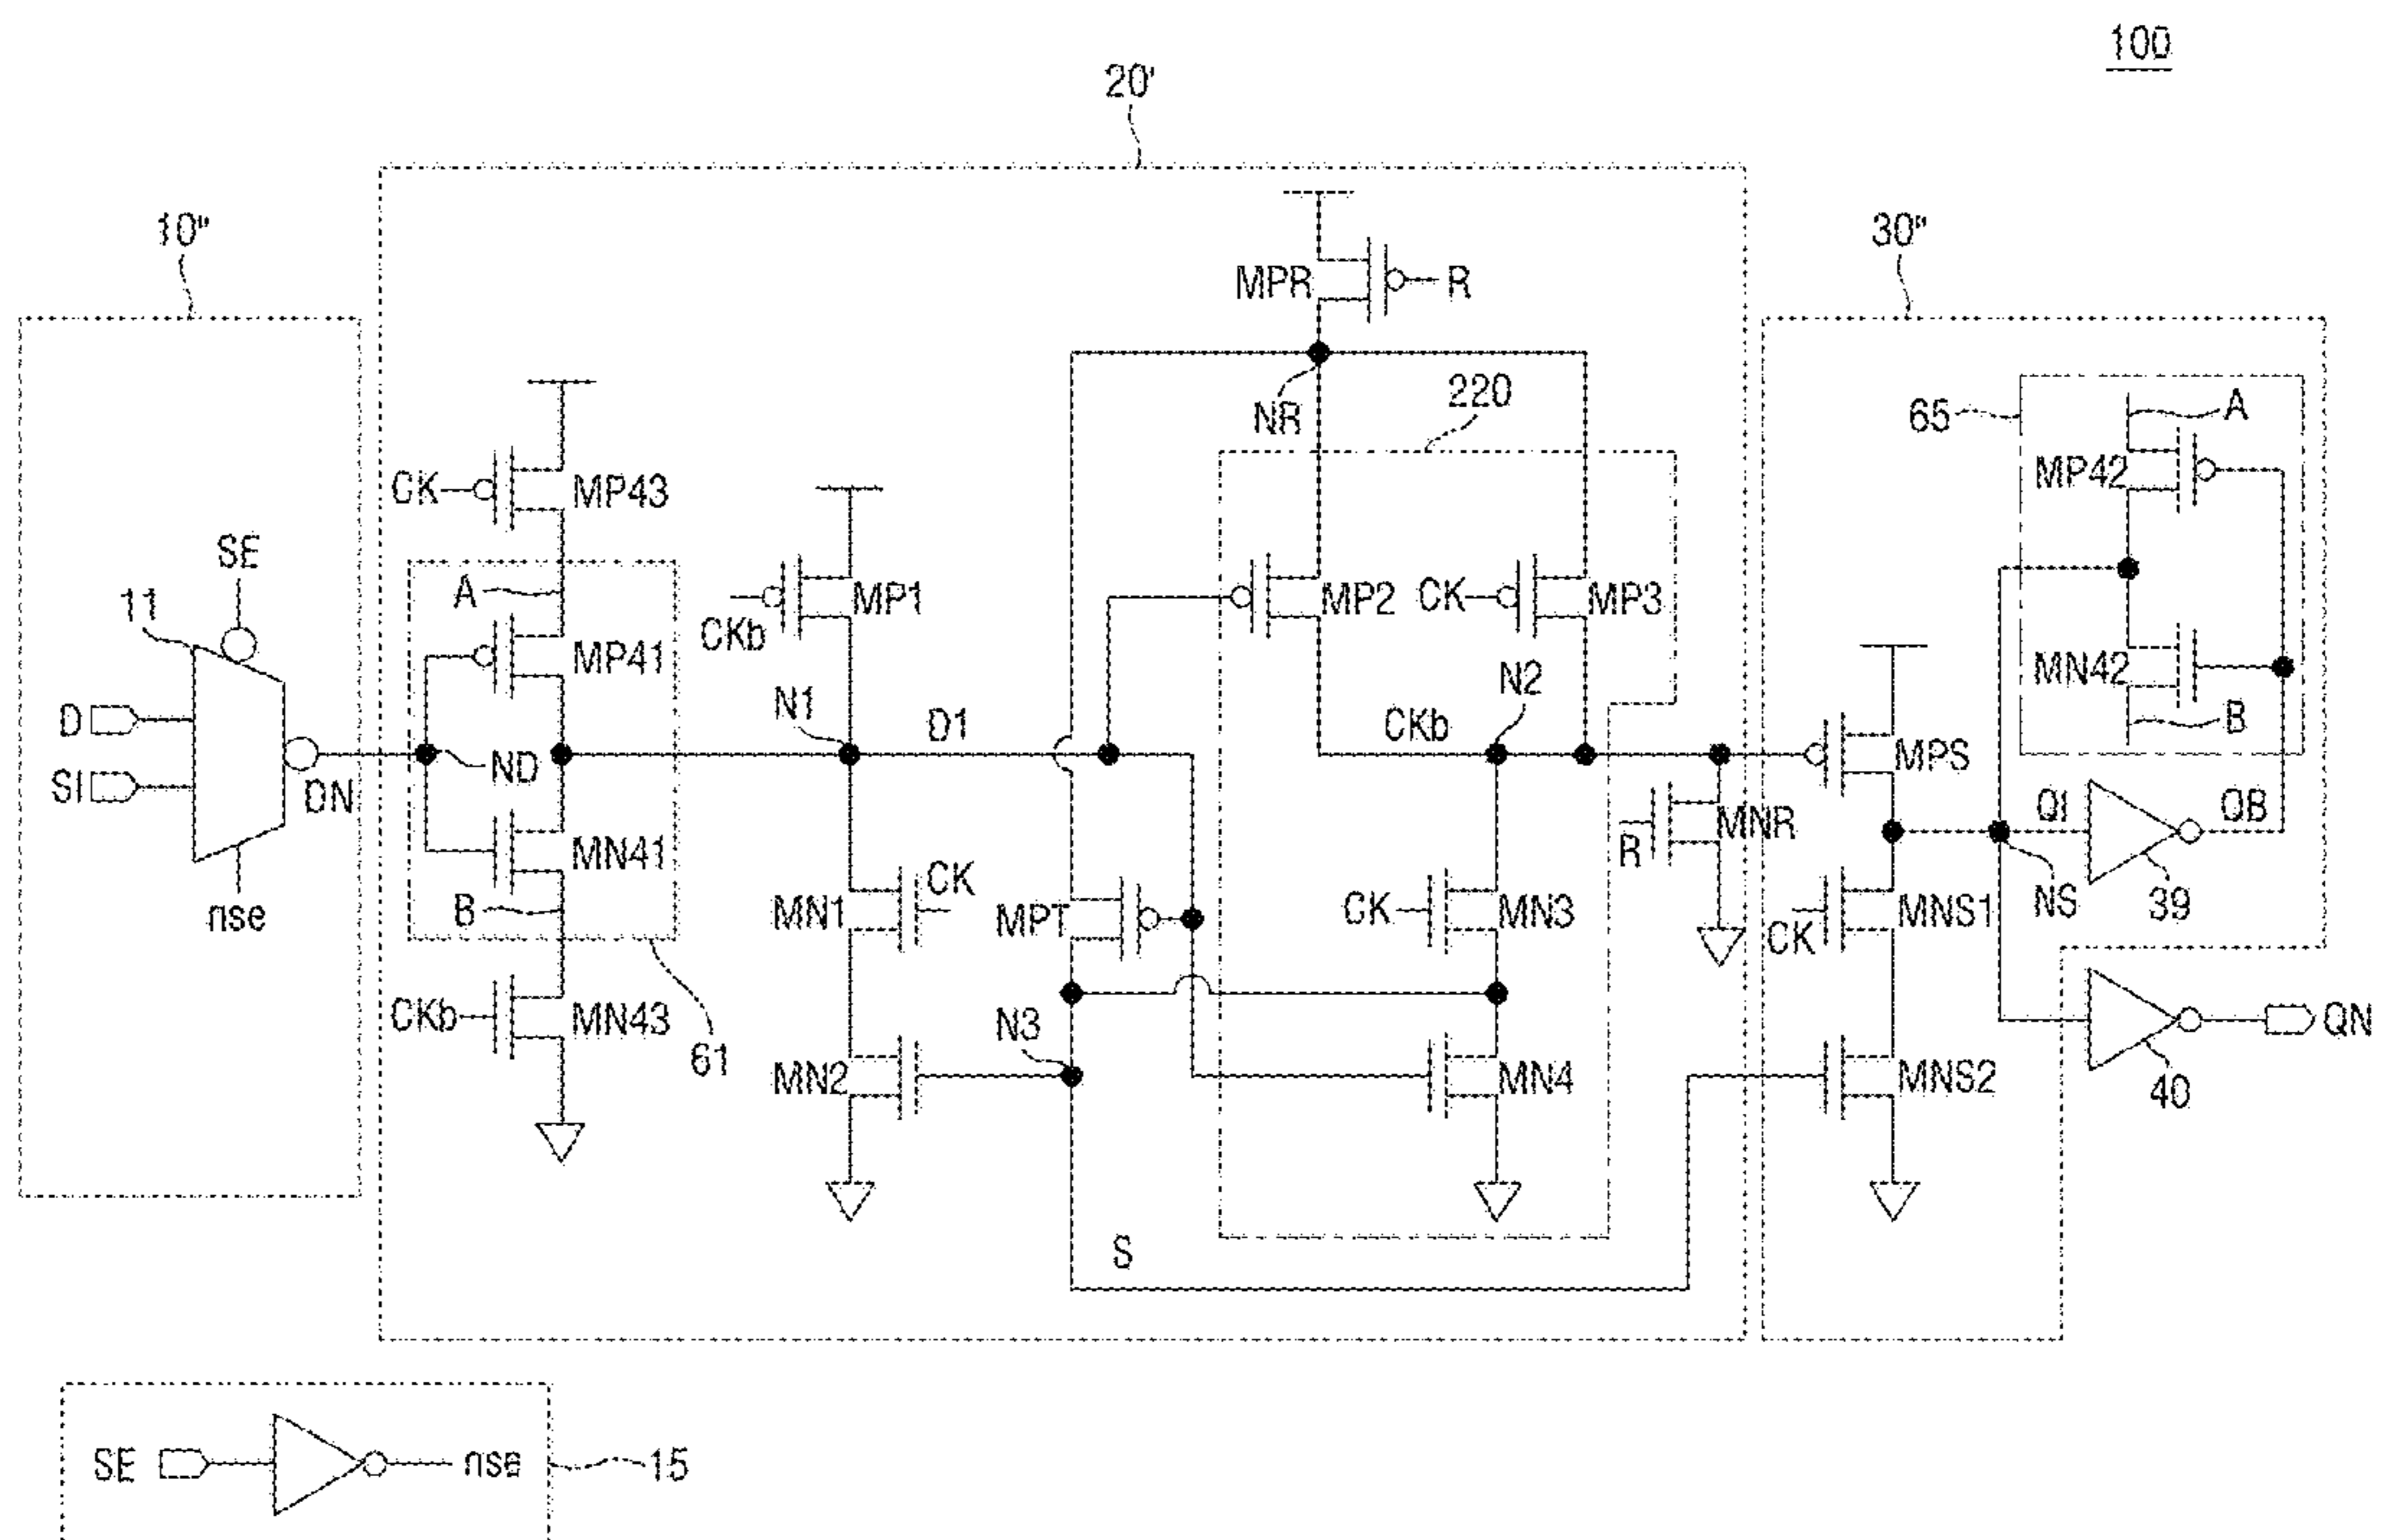 100
20'
10"
30"
MPR
R
NR
220
65
A
MP42
CK
MP43
SE
11
A
CKb
MP1
MP2
CK
MP3
MP41
N1
D1
N2
CKb
MN42
B
D
SI
ND
DN
MPS
QI
QB
MNR
R
MN41
B
MN1
CK
MPT
CK
MN3
CK
MNS1
NS
39
nse
CKb
MN43
61
N3
MN2
MN4
MNS2
40
QN
S
SE
nse
15